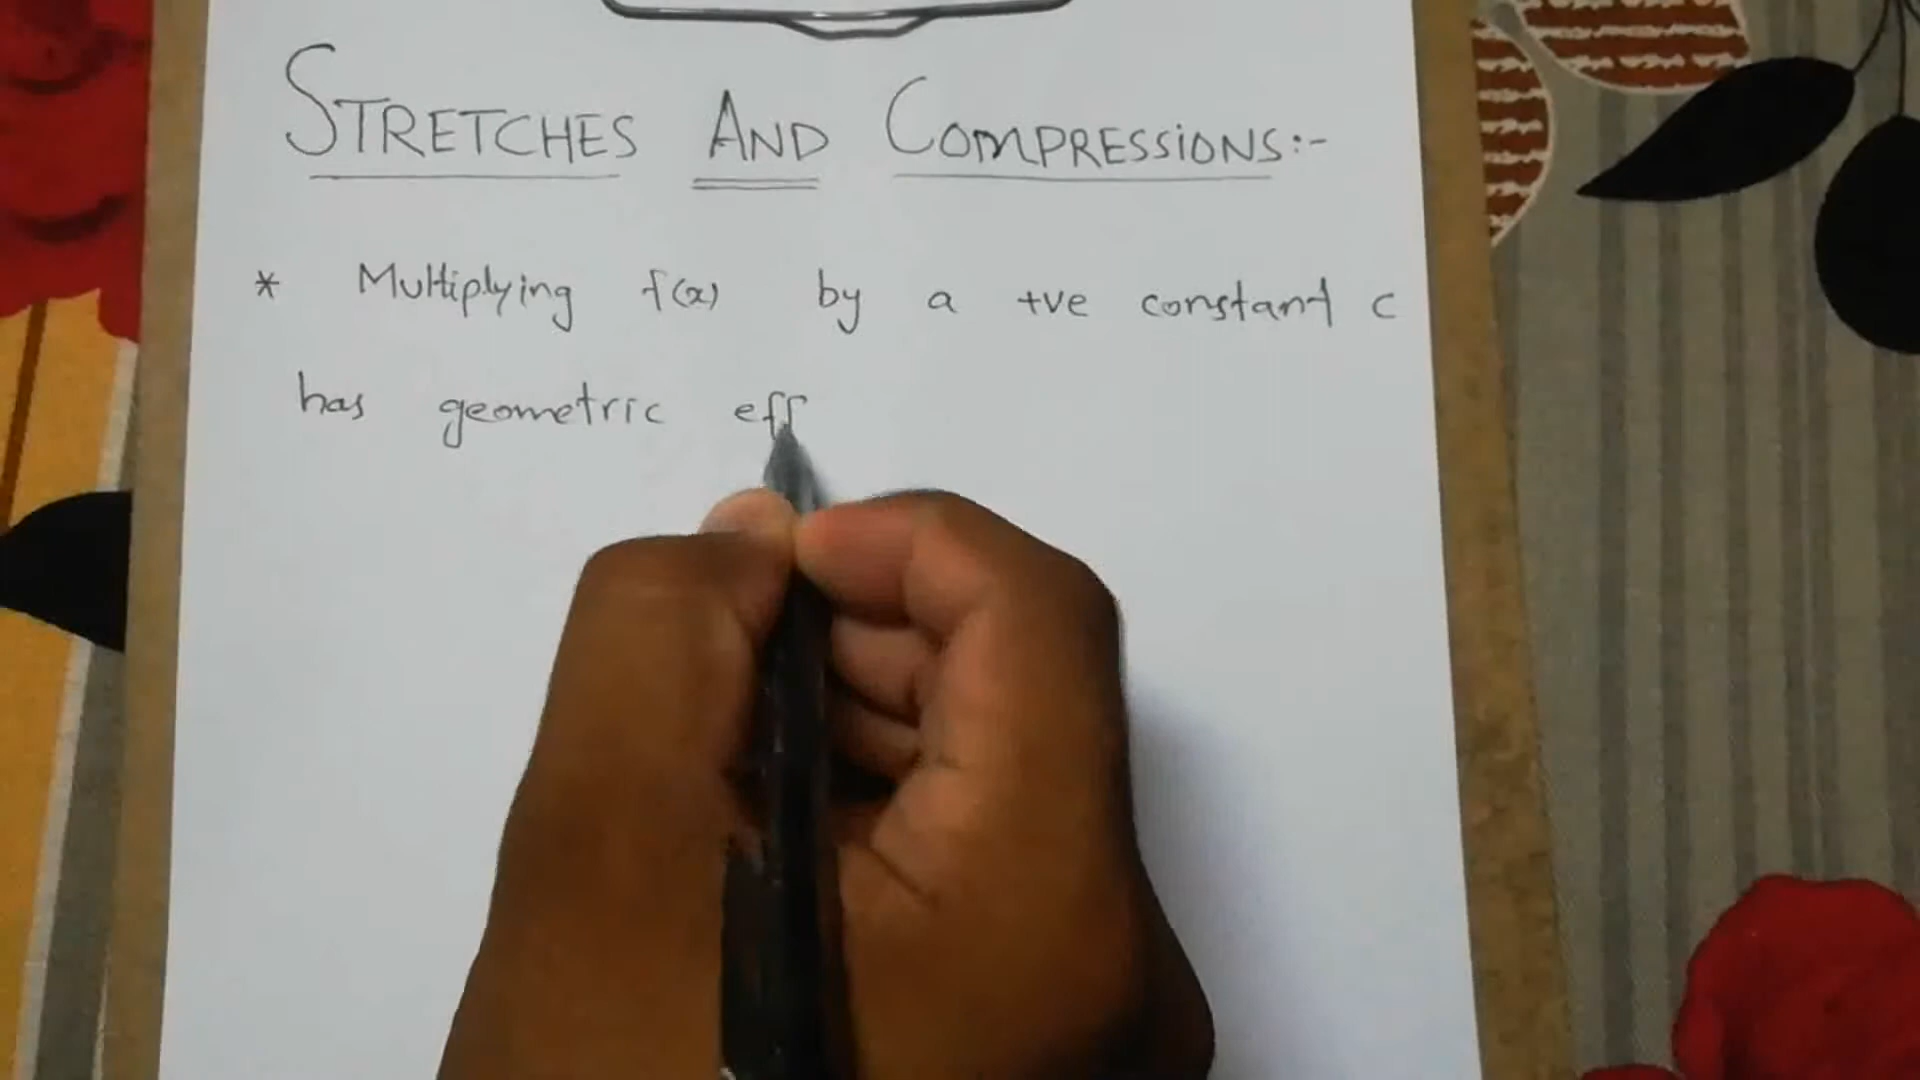 STRETCHES AND COMPRESSIONS:-
* Multiplying f(x) by a +ve constant c
has geometric eff